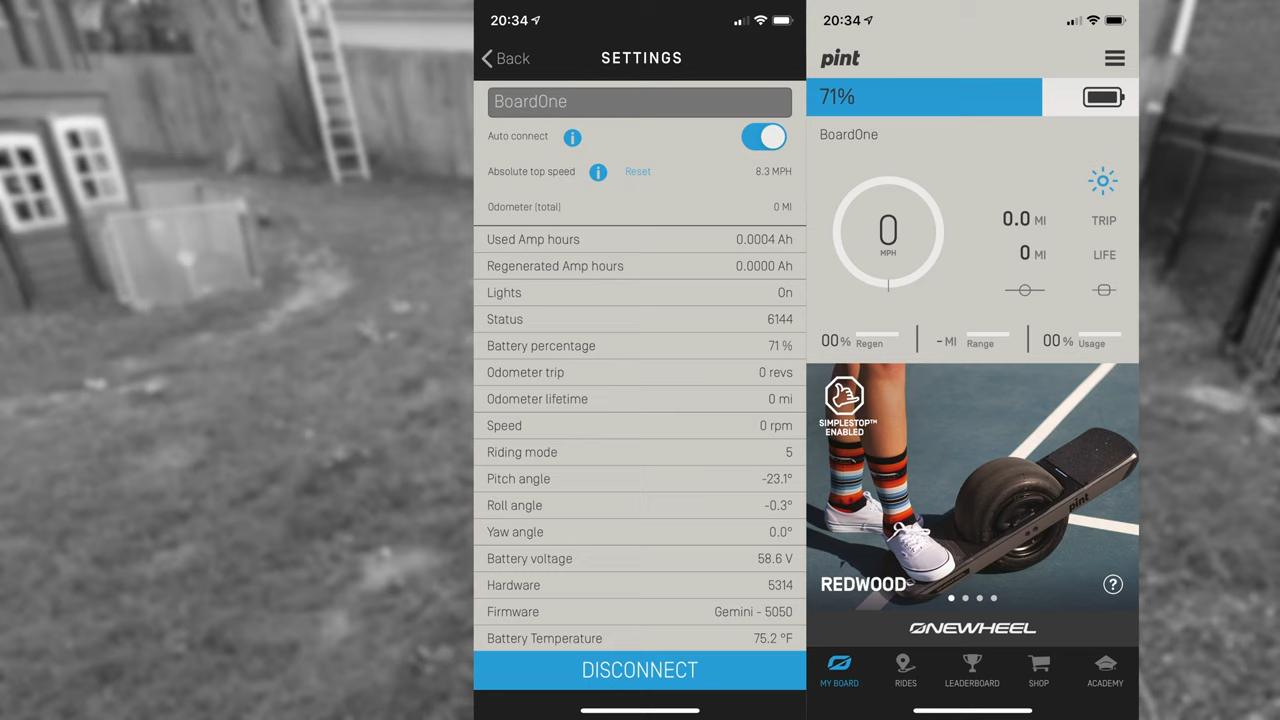 20:34
Back
SETTINGS
BoardOne
Auto connect
Absolute top speed Reset 8.3 MPH
Odometer (total) 0 MI
Used Amp hours 0.0004 Ah
Regenerated Amp hours 0.0000 Ah
Lights On
Status 6144
Battery percentage 71 %
Odometer trip 0 revs
Odometer lifetime 0 mi
Speed 0 rpm
Riding mode 5
Pitch angle -23.1°
Roll angle -0.3°
Yaw angle 0.0°
Battery voltage 58.6 V
Hardware 5314
Firmware Gemini - 5050
Battery Temperature 75.2 °F
DISCONNECT
20:34
pint
71%
BoardOne
0
MPH
0.0 MI TRIP
0 MI LIFE
00% Regen
- MI Range
00% Usage
SIMPLESTOP™
ENABLED
pint
REDWOOD
?
ONEWHEEL
MY BOARD
RIDES
LEADERBOARD
SHOP
ACADEMY